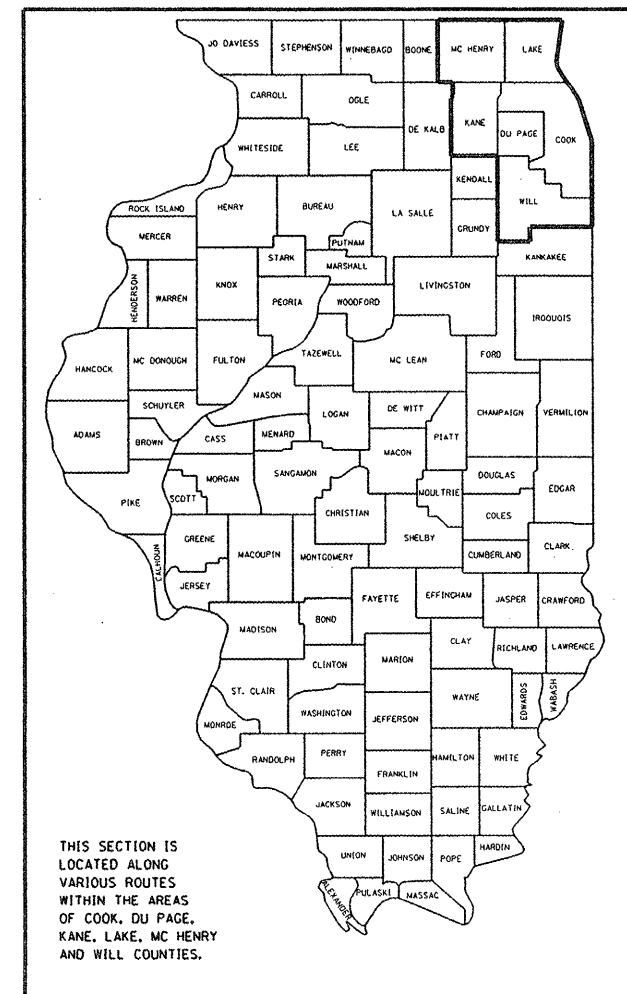 JO DAVIESS
STEPHENSON
WINNEBAGO
BOONE
MC HENRY
LAKE
CARROLL
OGLE
DE KALB
KANE
DU PAGE
COOK
WHITESIDE
LEE
KENDALL
WILL
ROCK ISLAND
HENRY
BUREAU
LA SALLE
GRUNDY
MERCER
PUTNAM
STARK
MARSHALL
KANKAKEE
HENDERSON
WARREN
KNOX
PEORIA
WOODFORD
LIVINGSTON
IROQUOIS
HANCOCK
MC DONOUGH
FULTON
TAZEWELL
MC LEAN
FORD
MASON
SCHUYLER
LOGAN
DE WITT
CHAMPAIGN
VERMILION
ADAMS
BROWN
CASS
MENARD
PIATT
MACON
SANGAMON
MORGAN
DOUGLAS
EDGAR
PIKE
SCOTT
MOULTRIE
CHRISTIAN
COLES
GREENE
SHELBY
MACOUPIN
MONTGOMERY
CUMBERLAND
CLARK
CALHOUN
JERSEY
FAYETTE
EFFINGHAM
JASPER
CRAWFORD
BOND
MADISON
CLAY
RICHLAND
LAWRENCE
MARION
CLINTON
ST. CLAIR
WAYNE
EDWARDS
WABASH
WASHINGTON
JEFFERSON
MONROE
PERRY
RANDOLPH
HAMILTON
WHITE
FRANKLIN
JACKSON
WILLIAMSON
SALINE
GALLATIN
UNION
JOHNSON
POPE
HARDIN
ALEXANDER
PULASKI
MASSAC
THIS SECTION IS
LOCATED ALONG
VARIOUS ROUTES
WITHIN THE AREAS
OF COOK, DU PAGE,
KANE, LAKE, MC HENRY
AND WILL COUNTIES.